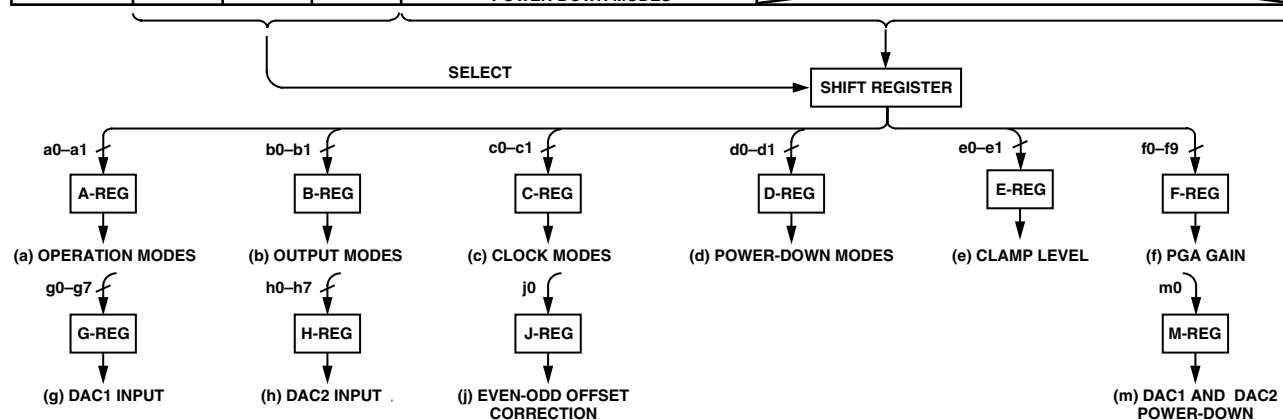 POWER-DOWN MODES
SELECT
SHIFT REGISTER
a0–a1
b0–b1
c0–c1
d0–d1
e0–e1
f0–f9
A-REG
B-REG
C-REG
D-REG
E-REG
F-REG
(a) OPERATION MODES
(b) OUTPUT MODES
(c) CLOCK MODES
(d) POWER-DOWN MODES
(e) CLAMP LEVEL
(f) PGA GAIN
g0–g7
h0–h7
j0
m0
G-REG
H-REG
J-REG
M-REG
(g) DAC1 INPUT
(h) DAC2 INPUT .
(j) EVEN-ODD OFFSET
CORRECTION
(m) DAC1 AND DAC2
POWER-DOWN